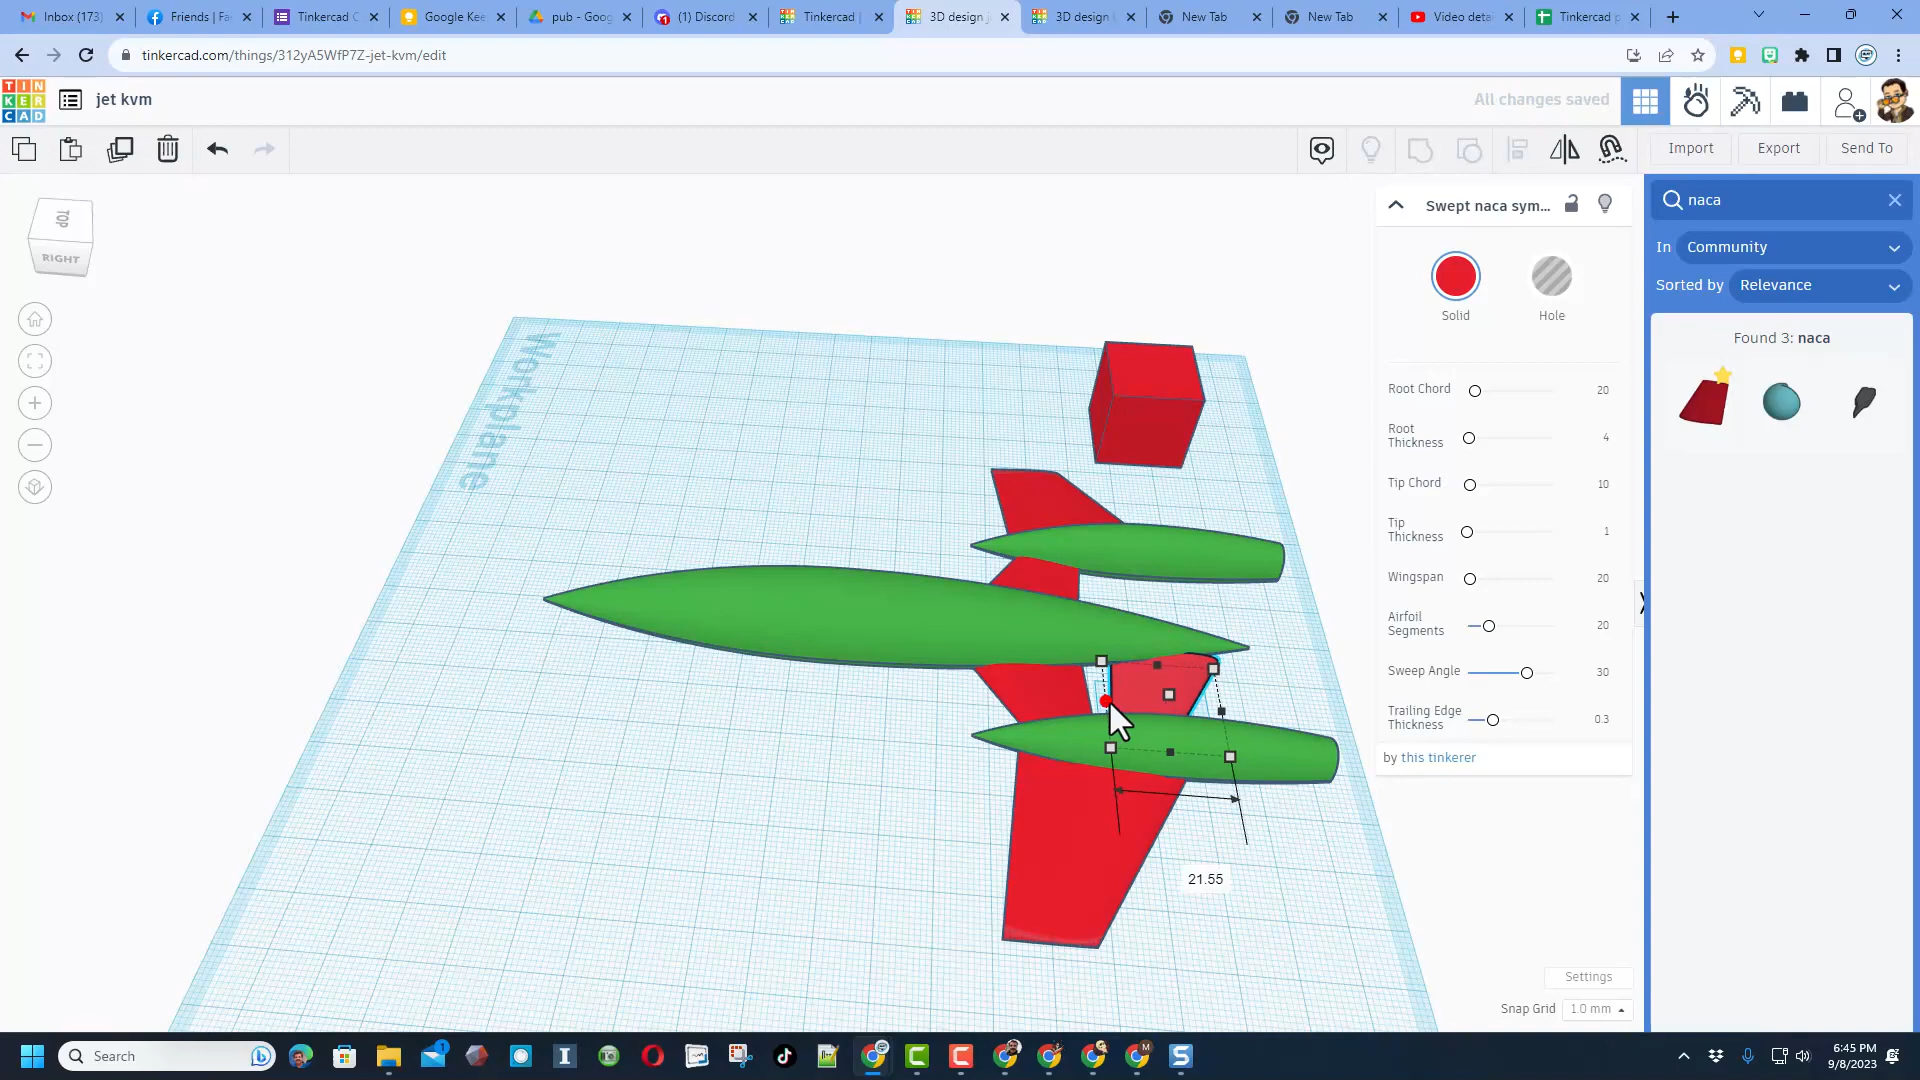 Inbox (173)
Friends | Fa
Tinkercad C
Google Kee
pub - Goog
(1) Discord
Tinkercad |
3D design j
3D design
New Tab
New Tab
Video detai
Tinkercad p
tinkercad.com/things/312yA5WfP7Z-jet-kvm/edit
TIN
KER
CAD
jet kvm
All changes saved
Import
Export
Send To
TOP
RIGHT
Workplane
Swept naca sym...
Solid
Hole
Root Chord 20
Root
Thickness 4
Tip Chord 10
Tip
Thickness 1
Wingspan 20
Airfoil
Segments 20
Sweep Angle 30
Trailing Edge
Thickness 0.3
by this tinkerer
naca
In Community
Sorted by Relevance
Found 3: naca
21.55
Settings
Snap Grid 1.0 mm
Search
6:45 PM
9/8/2023